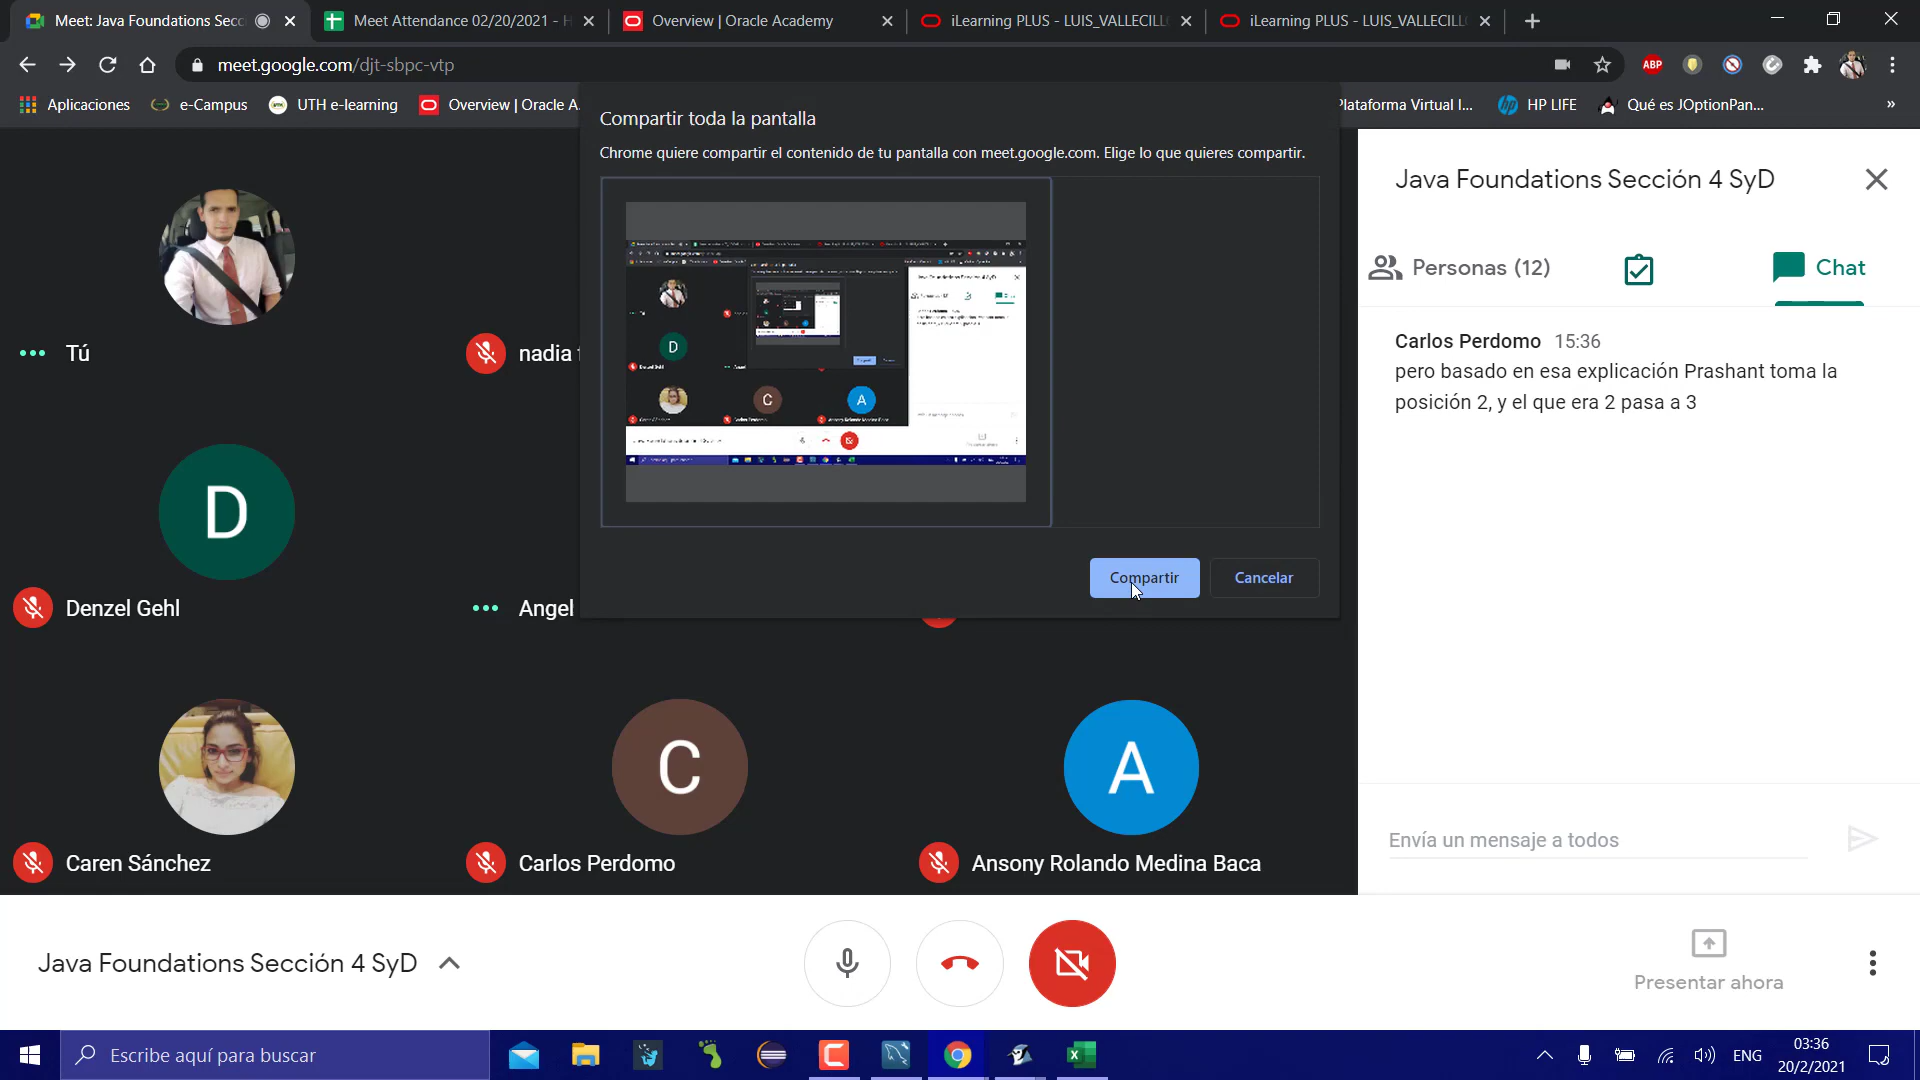 Meet: Java Foundations Secc
Meet Attendance 02/20/2021 - H
Overview | Oracle Academy
iLearning PLUS - LUIS_VALLECILL
iLearning PLUS - LUIS_VALLECILL
meet.google.com/djt-sbpc-vtp
ABP
Aplicaciones
e-Campus
UTH e-learning
Overview | Oracle A
Plataforma Virtual I...
HP LIFE
Qué es JOptionPan...
»
Compartir toda la pantalla
Chrome quiere compartir el contenido de tu pantalla con meet.google.com. Elige lo que quieres compartir.
D
C
A
Compartir
Cancelar
Tú
nadia
D
Denzel Gehl
Angel
Caren Sánchez
C
Carlos Perdomo
A
Ansony Rolando Medina Baca
Java Foundations Sección 4 SyD
Personas (12)
Chat
Carlos Perdomo 15:36
pero basado en esa explicación Prashant toma la
posición 2, y el que era 2 pasa a 3
Envía un mensaje a todos
Java Foundations Sección 4 SyD
Presentar ahora
Escribe aquí para buscar
ENG
03:36
20/2/2021